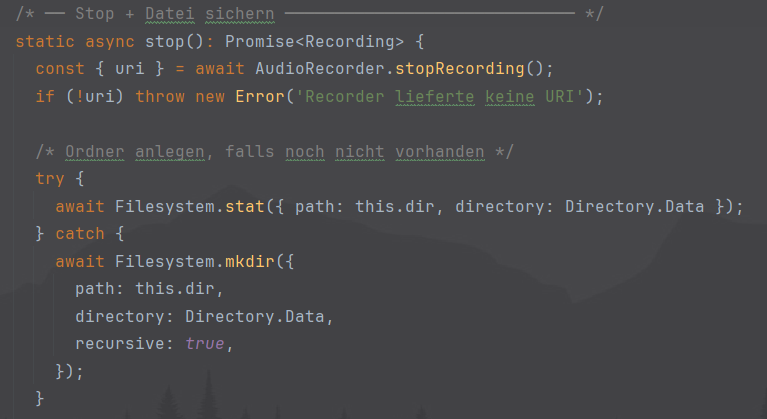 /* —— Stop + Datei sichern —————————————————————————————— */
static async stop(): Promise<Recording> {
  const { uri } = await AudioRecorder.stopRecording();
  if (!uri) throw new Error('Recorder lieferte keine URI');

  /* Ordner anlegen, falls noch nicht vorhanden */
  try {
    await Filesystem.stat({ path: this.dir, directory: Directory.Data });
  } catch {
    await Filesystem.mkdir({
      path: this.dir,
      directory: Directory.Data,
      recursive: true,
    });
  }